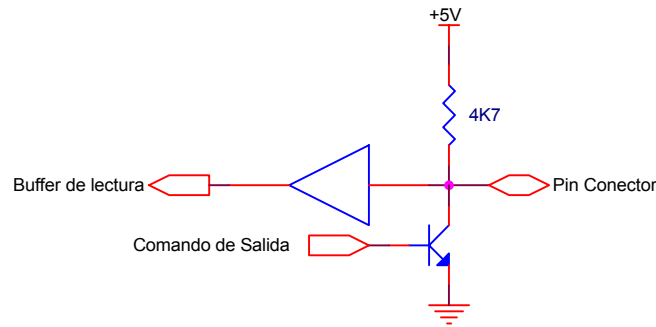 +5V
4K7
Buffer de lectura
Pin Conector
Comando de Salida